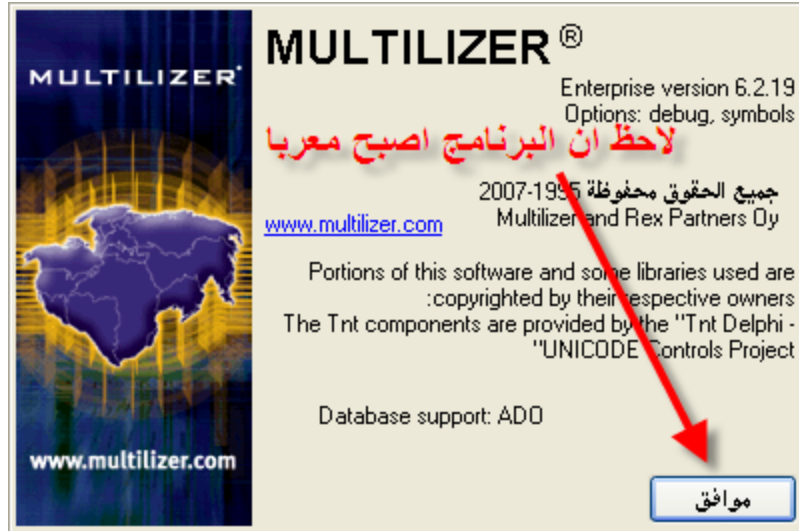 MULTILIZER®
MULTILIZER®
Enterprise version 6.2.19
Options: debug, symbols
لاحظ ان البرنامج اصبح معربا
جميع الحقوق محفوظة 1995-2007
www.multilizer.com
Multilizer and Rex Partners Oy
Portions of this software and some libraries used are
:copyrighted by their respective owners
The Tnt components are provided by the "Tnt Delphi -
"UNICODE Controls Project
Database support: ADO
www.multilizer.com
موافق